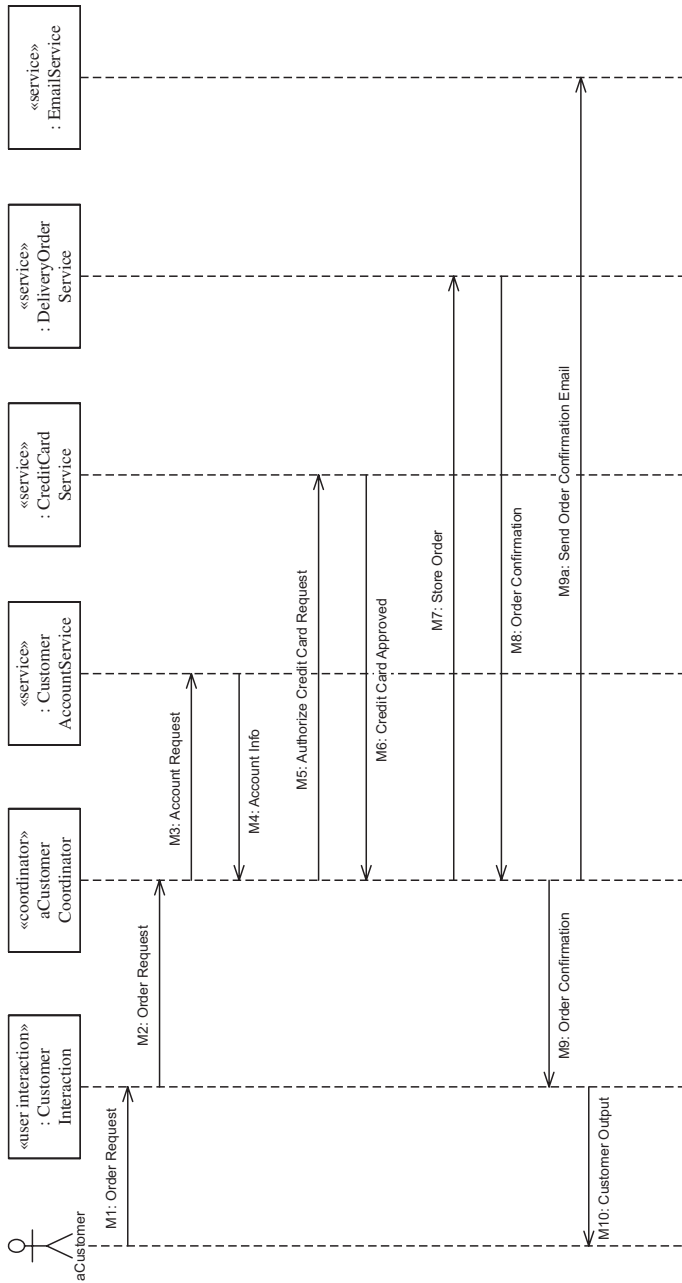 aCustomer
«user interaction»
: Customer
Interaction
«coordinator»
aCustomer
Coordinator
«service»
: Customer
AccountService
«service»
: CreditCard
Service
«service»
: DeliveryOrder
Service
«service»
: EmailService
M1: Order Request
M2: Order Request
M3: Account Request
M4: Account Info
M5: Authorize Credit Card Request
M6: Credit Card Approved
M7: Store Order
M8: Order Confirmation
M9: Order Confirmation
M9a: Send Order Confirmation Email
M10: Customer Output